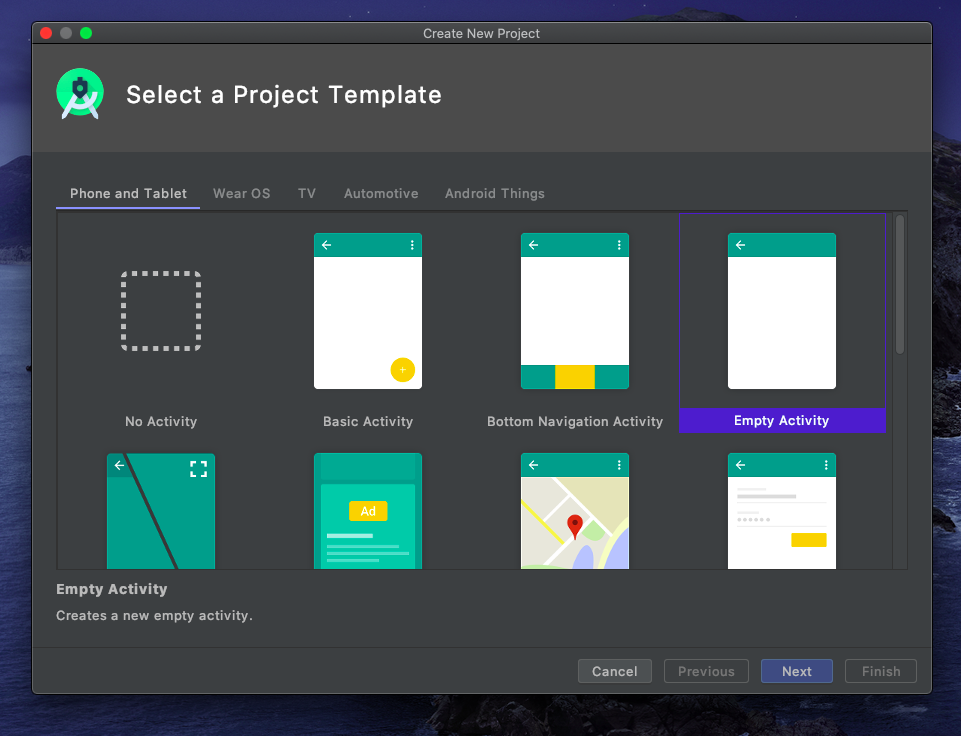 Create New Project
Select a Project Template
Phone and Tablet Wear OS TV Automotive Android Things
+
No Activity Basic Activity Bottom Navigation Activity Empty Activity
Ad
Empty Activity
Creates a new empty activity.
Cancel Previous Next Finish